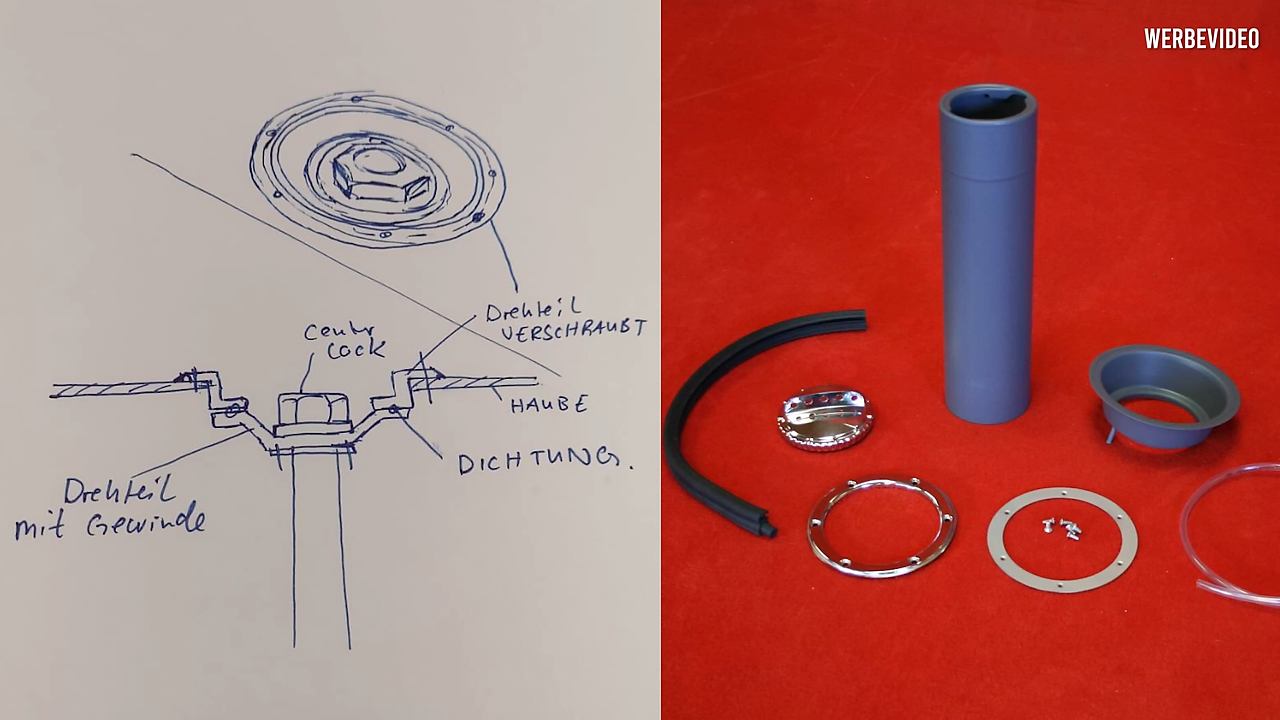 WERBEVIDEO
Drehteil
VERSCHRAUBT
Center
Lock
HAUBE
DICHTUNG.
Drehteil
mit Gewinde